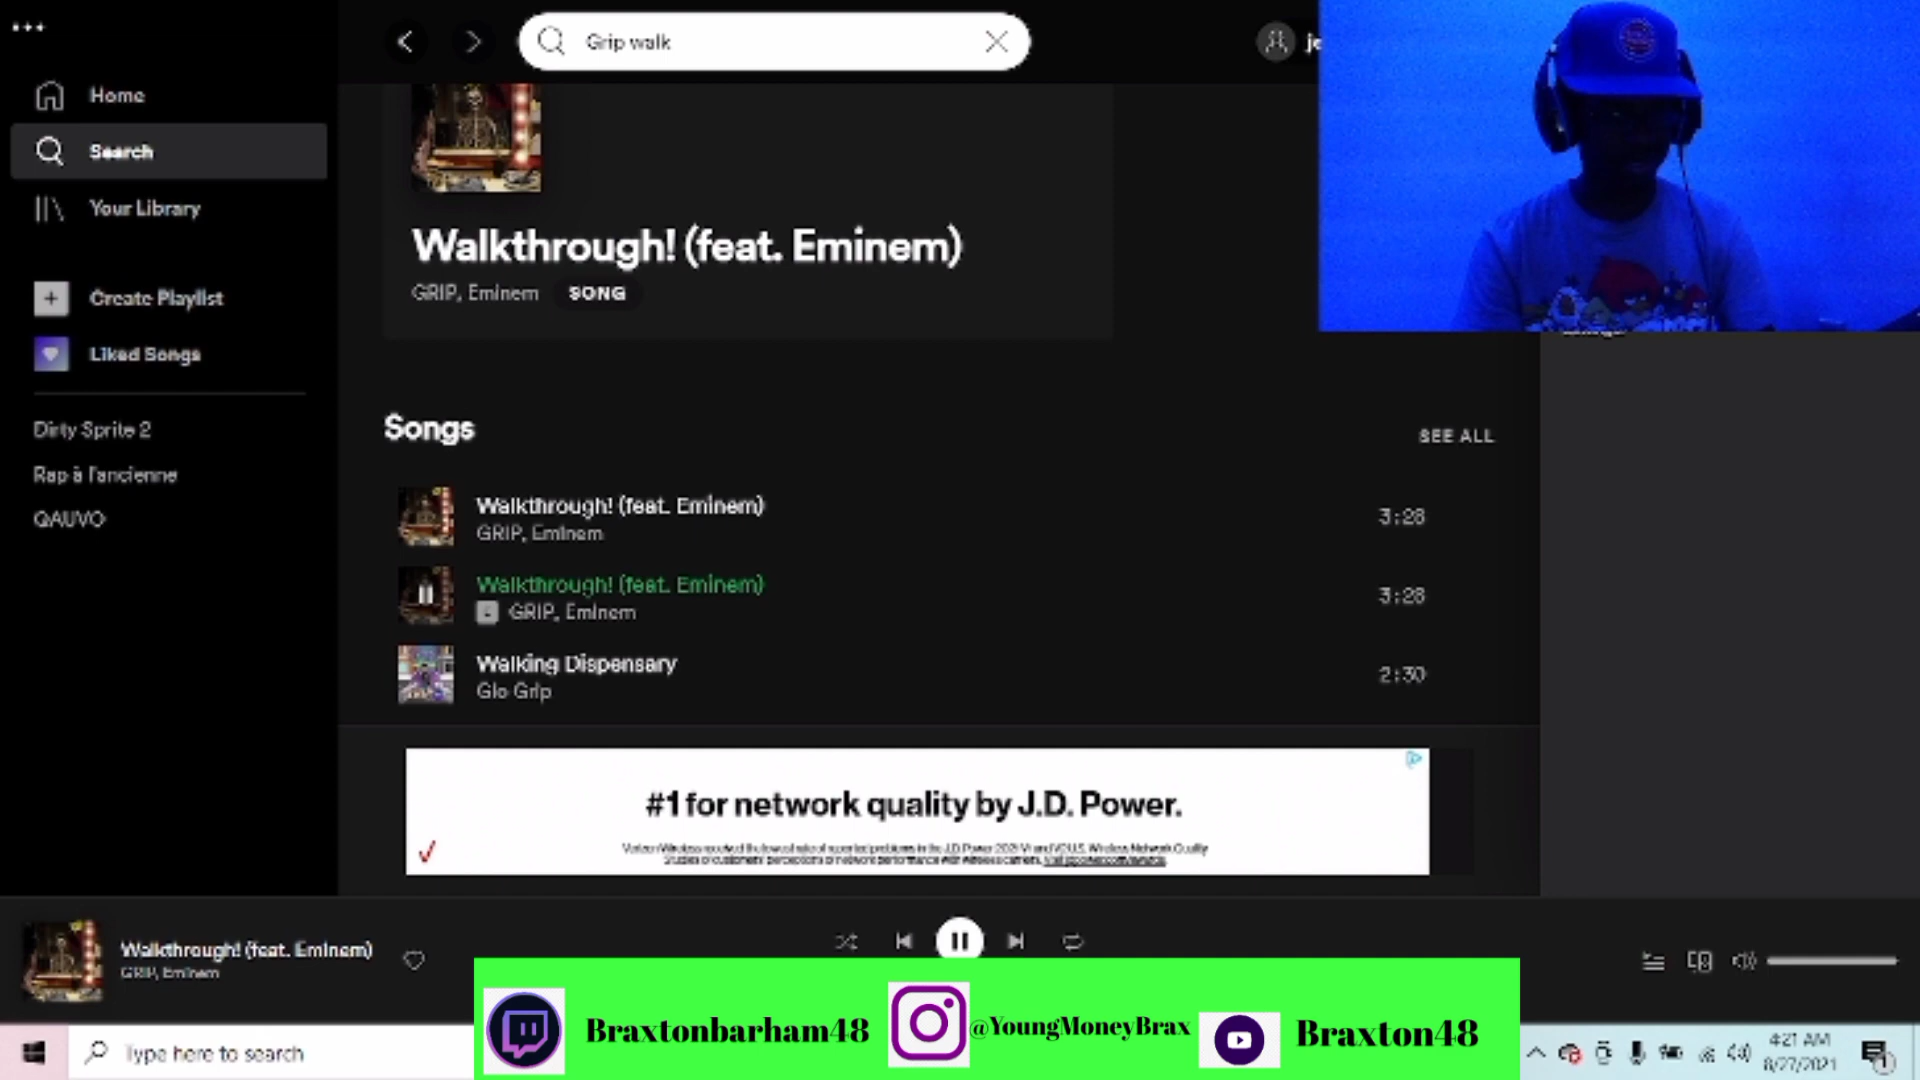 Grip walk
je
Home
Search
Your Library
Create Playlist
Liked Songs
Dirty Sprite 2
Rap à l'ancienne
QAUVO
Walkthrough! (feat. Eminem)
GRIP, Eminem SONG
Songs
SEE ALL
Walkthrough! (feat. Eminem)
GRIP, Eminem
3:28
Walkthrough! (feat. Eminem)
GRIP, Eminem
3:28
Walking Dispensary
Glo Grip
2:30
#1 for network quality by J.D. Power.
Walkthrough! (feat. Eminem)
GRIP, Eminem
Braxtonbarham48
@YoungMoneyBrax
Braxton48
Type here to search
4:21 AM
8/27/2021
1